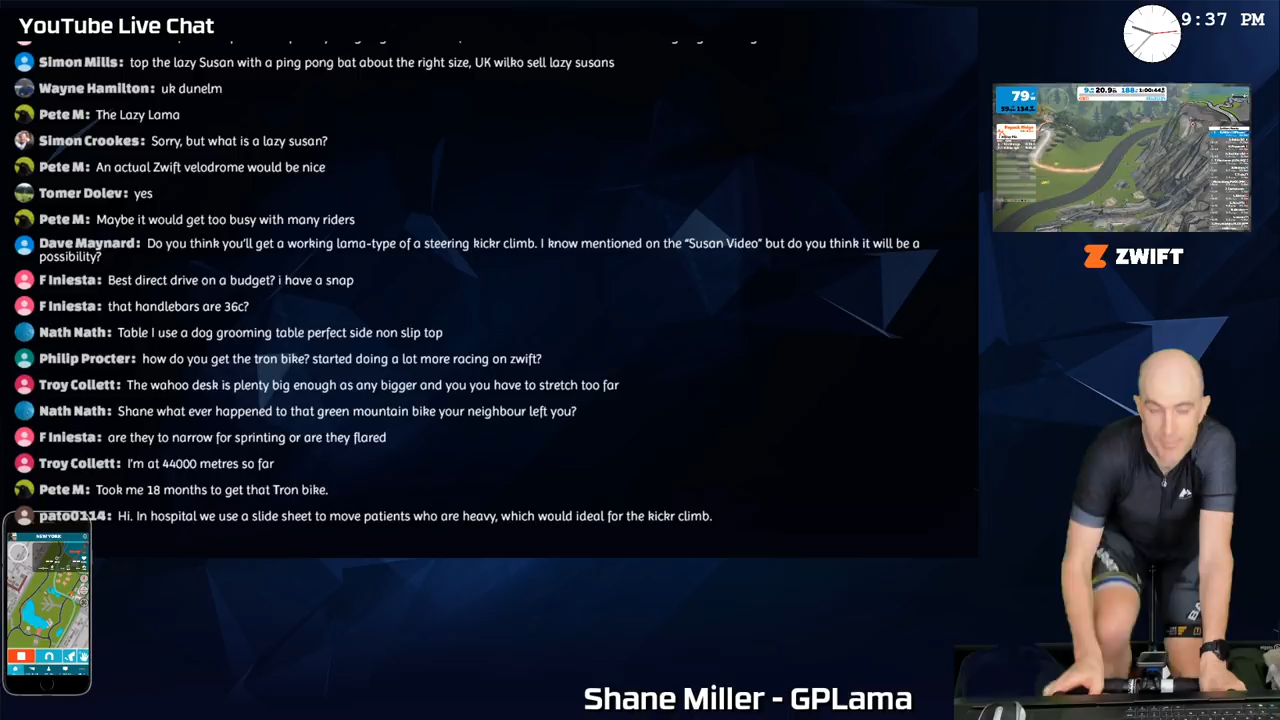 YouTube Live Chat
9:37 PM
Simon Mills: top the lazy Susan with a ping pong bat about the right size, UK wilko sell lazy susans
Wayne Hamilton: uk dunelm
Pete M: The Lazy Lama
Simon Crookes: Sorry, but what is a lazy susan?
Pete M: An actual Zwift velodrome would be nice
Tomer Dolev: yes
Pete M: Maybe it would get too busy with many riders
Dave Maynard: Do you think you'll get a working lama-type of a steering kickr climb. I know mentioned on the “Susan Video” but do you think it will be a
possibility?
F Iniesta: Best direct drive on a budget? i have a snap
F Iniesta: that handlebars are 36c?
Nath Nath: Table I use a dog grooming table perfect side non slip top
Philip Procter: how do you get the tron bike? started doing a lot more racing on zwift?
Troy Collett: The wahoo desk is plenty big enough as any bigger and you you have to stretch too far
Nath Nath: Shane what ever happened to that green mountain bike your neighbour left you?
F Iniesta: are they to narrow for sprinting or are they flared
Troy Collett: I'm at 44000 metres so far
Pete M: Took me 18 months to get that Tron bike.
pato0114: Hi. In hospital we use a slide sheet to move patients who are heavy, which would ideal for the kickr climb.
79
20.9
188
1:00:44
ZWIFT
NEW YORK
Shane Miller - GPLama